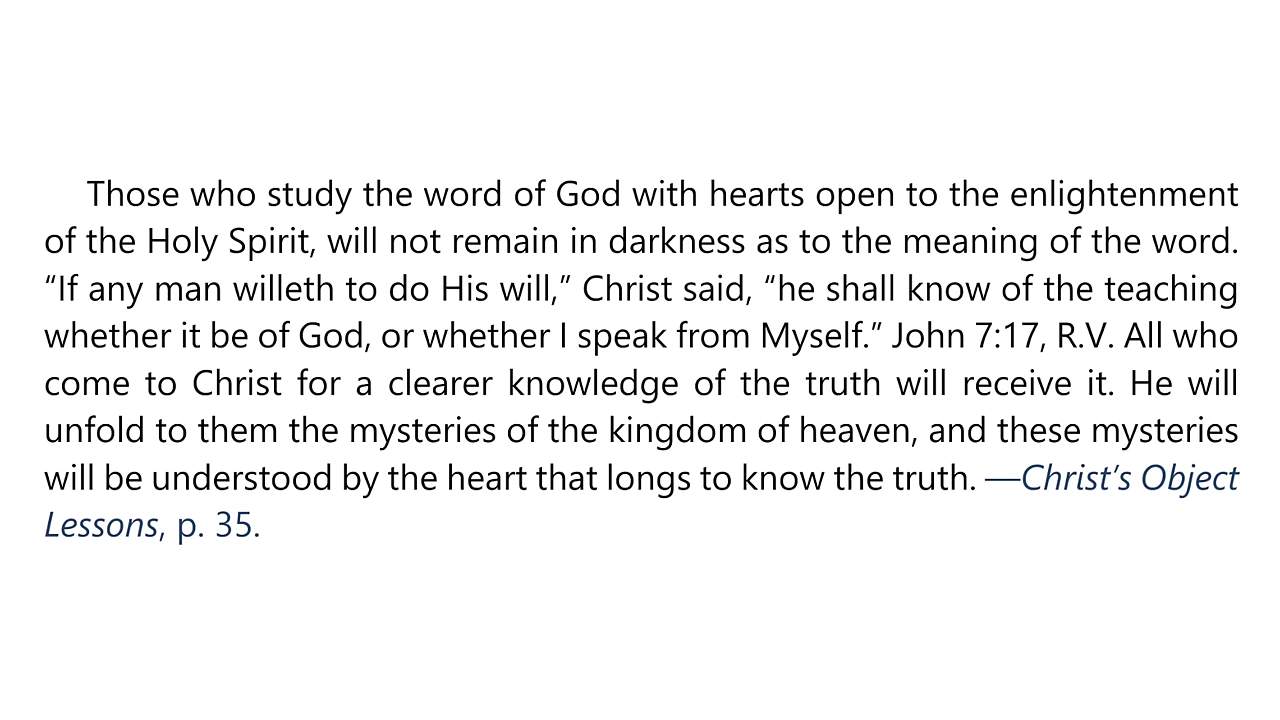 Those who study the word of God with hearts open to the enlightenment
of the Holy Spirit, will not remain in darkness as to the meaning of the word.
“If any man willeth to do His will,” Christ said, “he shall know of the teaching
whether it be of God, or whether I speak from Myself.” John 7:17, R.V. All who
come to Christ for a clearer knowledge of the truth will receive it. He will
unfold to them the mysteries of the kingdom of heaven, and these mysteries
will be understood by the heart that longs to know the truth. —Christ’s Object
Lessons, p. 35.